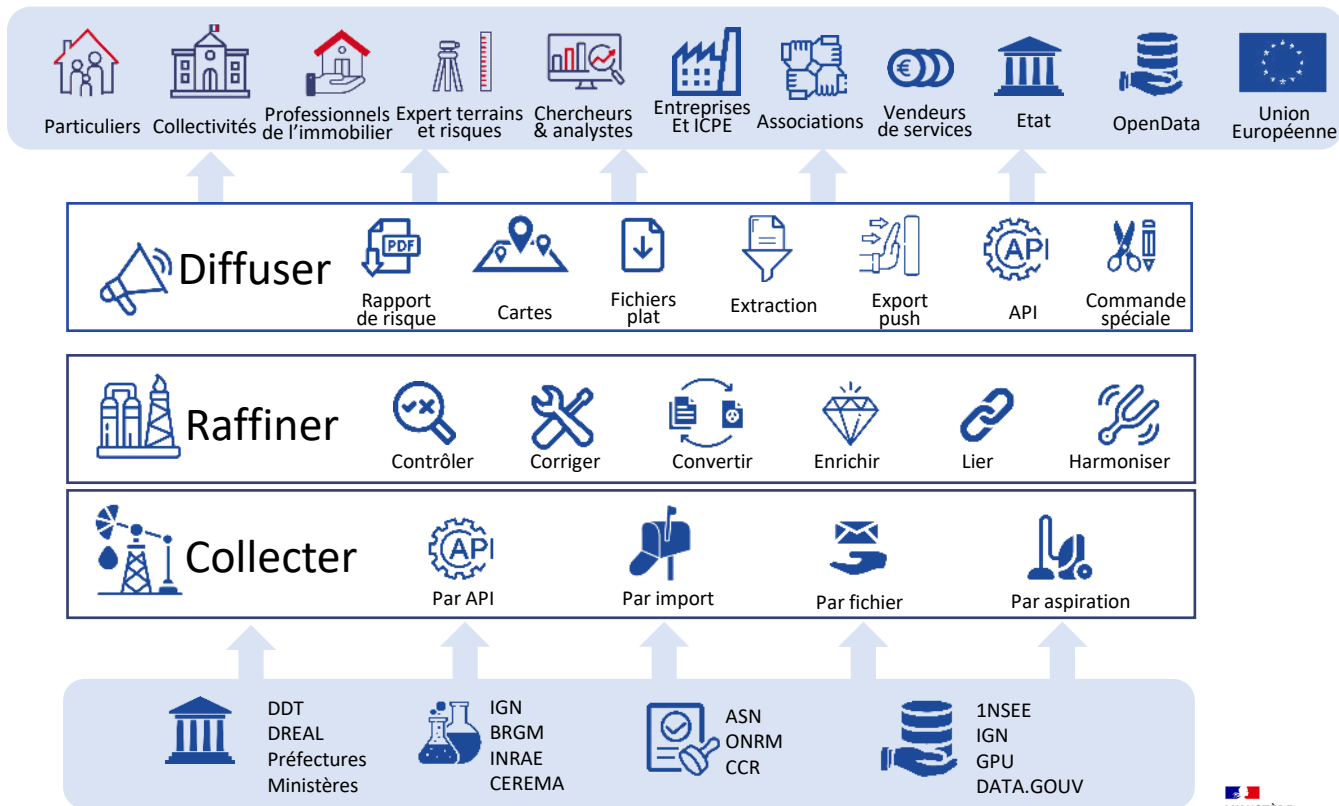 Particuliers
Collectivités
Professionnels
de l'immobilier
Expert terrains
et risques
Chercheurs
& analystes
Entreprises
Et ICPE
Associations
Vendeurs
de services
Etat
OpenData
Union
Européenne
Diffuser
PDF
Rapport
de risque
Cartes
Fichiers
plat
Extraction
Export
push
API
API
Commande
spéciale
Raffiner
Contrôler
Corriger
Convertir
Enrichir
Lier
Harmoniser
Collecter
API
Par API
Par import
Par fichier
Par aspiration
DDT
DREAL
Préfectures
Ministères
IGN
BRGM
INRAE
CEREMA
ASN
ONRM
CCR
1NSEE
IGN
GPU
DATA.GOUV